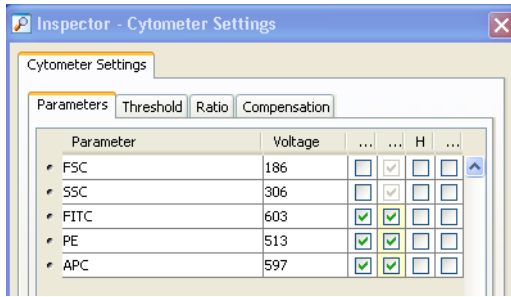 Inspector - Cytometer Settings
Cytometer Settings
Parameters Threshold Ratio Compensation
Parameter Voltage ... ... H ...
FSC 186
SSC 306
FITC 603
PE 513
APC 597